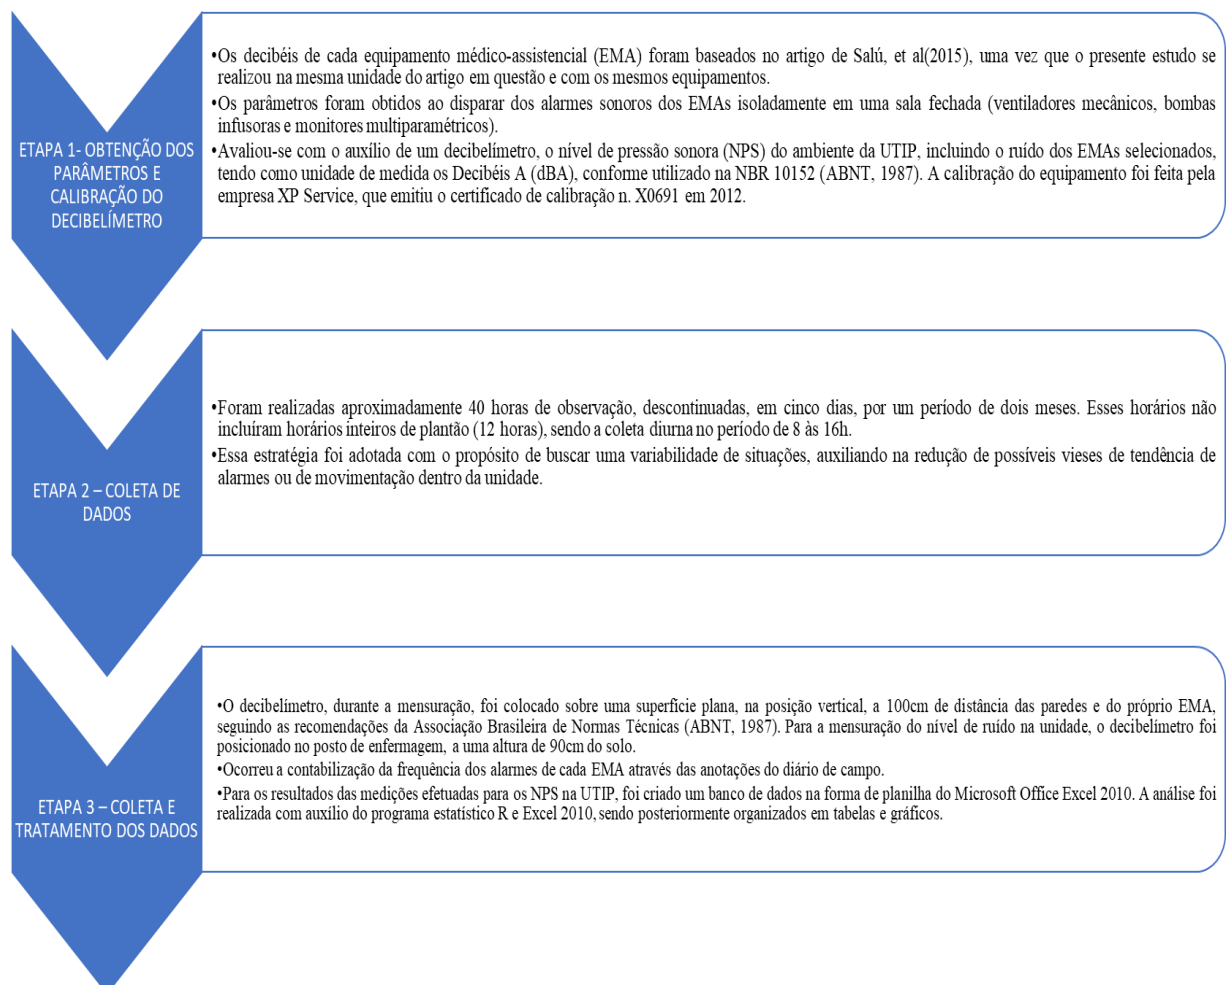 ETAPA 1- OBTENÇÃO DOS
PARÂMETROS E
CALIBRAÇÃO DO
DECIBELÍMETRO
•Os decibéis de cada equipamento médico-assistencial (EMA) foram baseados no artigo de Salú, et al(2015), uma vez que o presente estudo se
realizou na mesma unidade do artigo em questão e com os mesmos equipamentos.
•Os parâmetros foram obtidos ao disparar dos alarmes sonoros dos EMAs isoladamente em uma sala fechada (ventiladores mecânicos, bombas
infusoras e monitores multiparamétricos).
•Avaliou-se com o auxílio de um decibelímetro, o nível de pressão sonora (NPS) do ambiente da UTIP, incluindo o ruído dos EMAs selecionados,
tendo como unidade de medida os Decibéis A (dBA), conforme utilizado na NBR 10152 (ABNT, 1987). A calibração do equipamento foi feita pela
empresa XP Service, que emitiu o certificado de calibração n. X0691 em 2012.
ETAPA 2 – COLETA DE
DADOS
•Foram realizadas aproximadamente 40 horas de observação, descontinuadas, em cinco dias, por um período de dois meses. Esses horários não
incluíram horários inteiros de plantão (12 horas), sendo a coleta diurna no período de 8 às 16h.
•Essa estratégia foi adotada com o propósito de buscar uma variabilidade de situações, auxiliando na redução de possíveis vieses de tendência de
alarmes ou de movimentação dentro da unidade.
ETAPA 3 – COLETA E
TRATAMENTO DOS DADOS
•O decibelímetro, durante a mensuração, foi colocado sobre uma superfície plana, na posição vertical, a 100cm de distância das paredes e do próprio EMA,
seguindo as recomendações da Associação Brasileira de Normas Técnicas (ABNT, 1987). Para a mensuração do nível de ruído na unidade, o decibelímetro foi
posicionado no posto de enfermagem, a uma altura de 90cm do solo.
•Ocorreu a contabilização da frequência dos alarmes de cada EMA através das anotações do diário de campo.
•Para os resultados das medições efetuadas para os NPS na UTIP, foi criado um banco de dados na forma de planilha do Microsoft Office Excel 2010. A análise foi
realizada com auxílio do programa estatístico R e Excel 2010, sendo posteriormente organizados em tabelas e gráficos.